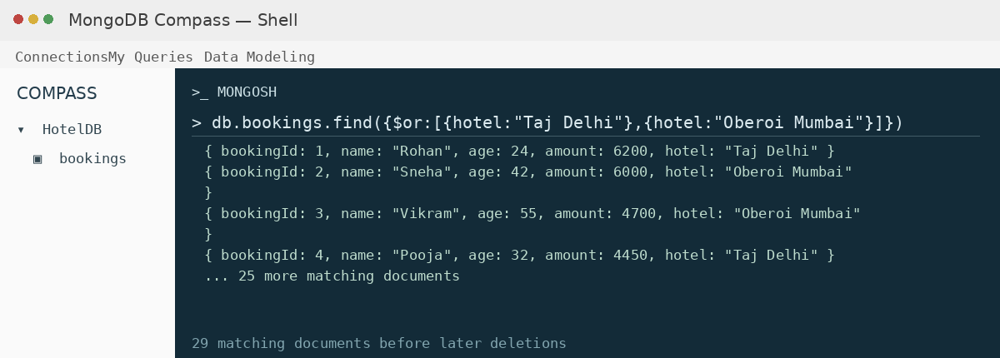 MongoDB Compass — Shell
ConnectionsMy Queries Data Modeling
COMPASS
▾ HotelDB
▣ bookings
>_ MONGOSH
> db.bookings.find({$or:[{hotel:"Taj Delhi"},{hotel:"Oberoi Mumbai"}]})
{ bookingId: 1, name: "Rohan", age: 24, amount: 6200, hotel: "Taj Delhi" }
{ bookingId: 2, name: "Sneha", age: 42, amount: 6000, hotel: "Oberoi Mumbai"
}
{ bookingId: 3, name: "Vikram", age: 55, amount: 4700, hotel: "Oberoi Mumbai"
}
{ bookingId: 4, name: "Pooja", age: 32, amount: 4450, hotel: "Taj Delhi" }
... 25 more matching documents
29 matching documents before later deletions